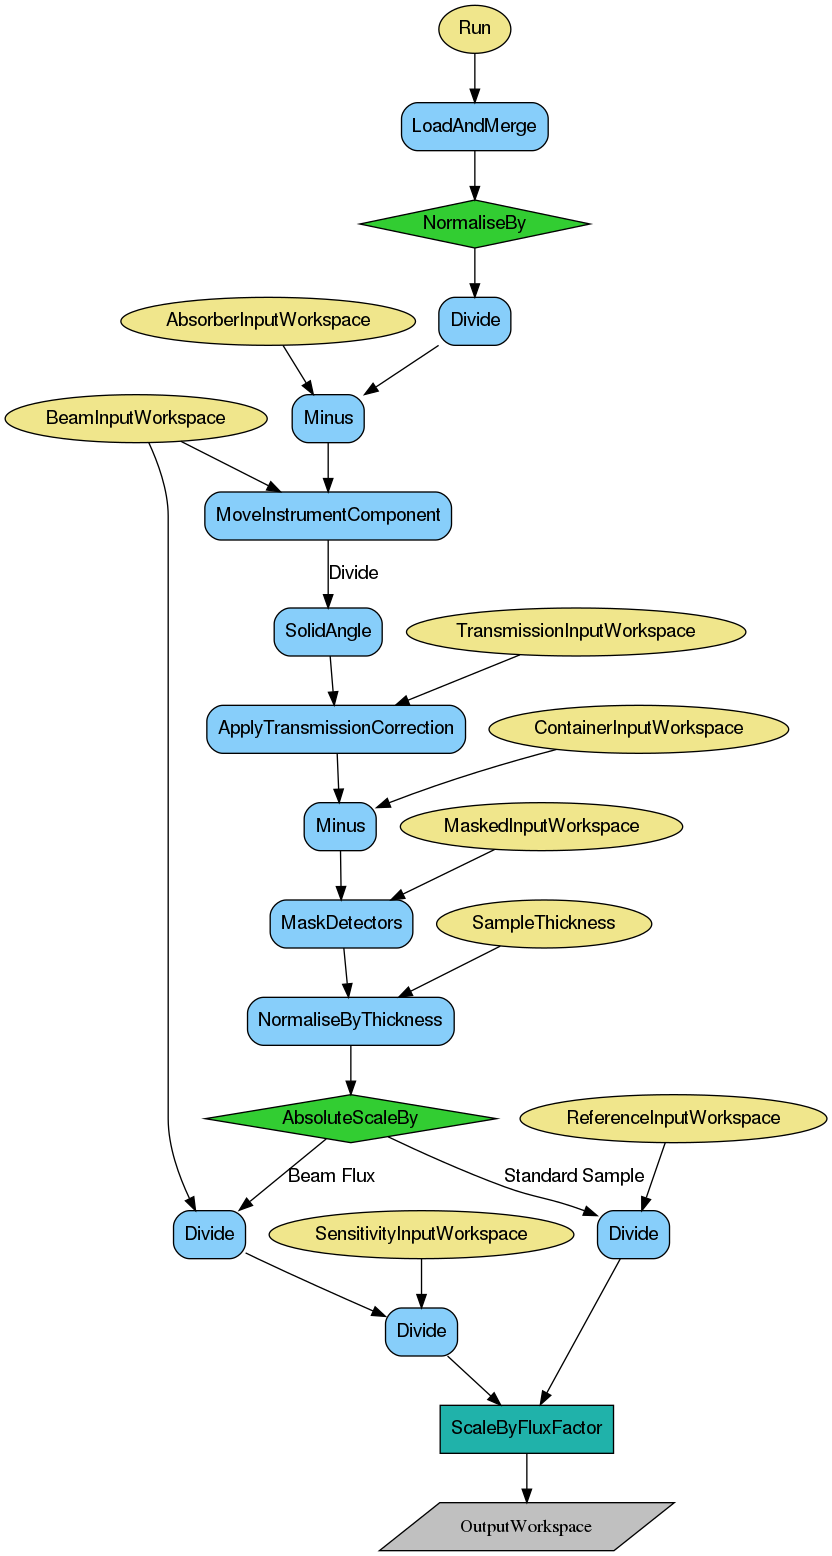 Run
LoadAndMerge
NormaliseBy
AbsorberInputWorkspace
Divide
BeamInputWorkspace
Minus
MoveInstrumentComponent
Divide
SolidAngle
TransmissionInputWorkspace
ApplyTransmissionCorrection
ContainerInputWorkspace
Minus
MaskedInputWorkspace
MaskDetectors
SampleThickness
NormaliseByThickness
AbsoluteScaleBy
ReferenceInputWorkspace
Beam Flux
Standard Sample
Divide
SensitivityInputWorkspace
Divide
Divide
ScaleByFluxFactor
OutputWorkspace